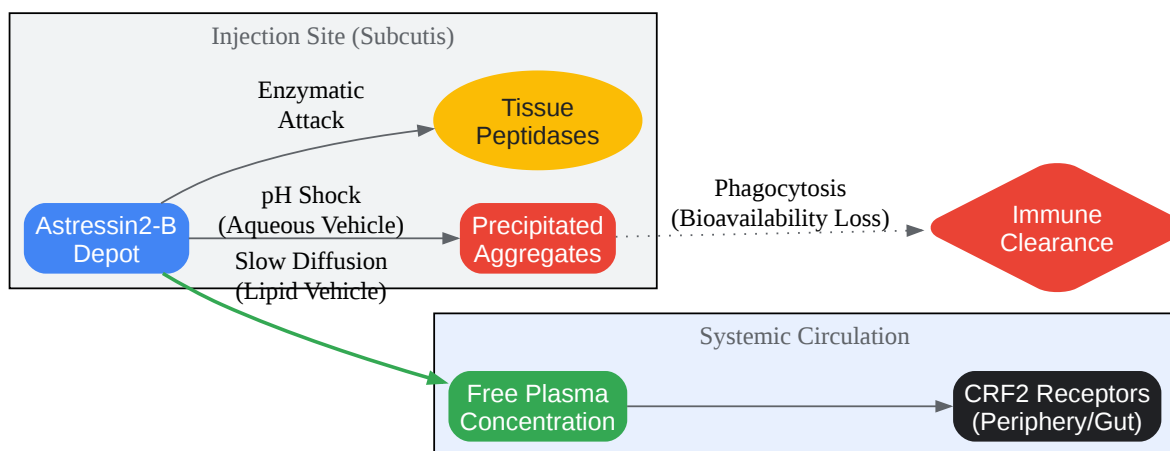 Injection Site (Subcutis)
Enzymatic
Attack
Tissue
Peptidases
Astressin2-B
Depot
pH Shock
(Aqueous Vehicle)
Precipitated
Aggregates
Phagocytosis
(Bioavailability Loss)
Immune
Clearance
Slow Diffusion
(Lipid Vehicle)
Systemic Circulation
Free Plasma
Concentration
CRF2 Receptors
(Periphery/Gut)